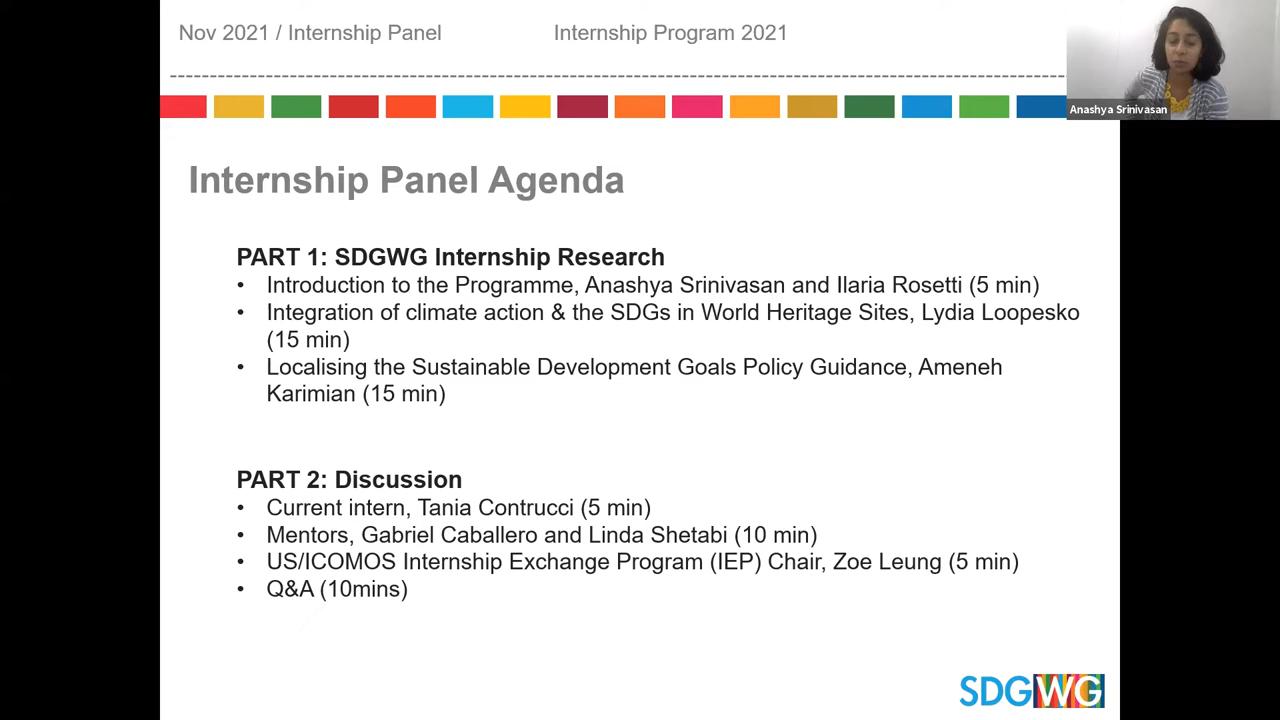 Nov 2021 / Internship Panel
Internship Program 2021
Anashya Srinivasan
Internship Panel Agenda
PART 1: SDGWG Internship Research
• Introduction to the Programme, Anashya Srinivasan and Ilaria Rosetti (5 min)
• Integration of climate action & the SDGs in World Heritage Sites, Lydia Loopesko
(15 min)
• Localising the Sustainable Development Goals Policy Guidance, Ameneh
Karimian (15 min)
PART 2: Discussion
• Current intern, Tania Contrucci (5 min)
• Mentors, Gabriel Caballero and Linda Shetabi (10 min)
• US/ICOMOS Internship Exchange Program (IEP) Chair, Zoe Leung (5 min)
• Q&A (10mins)
SDGWG